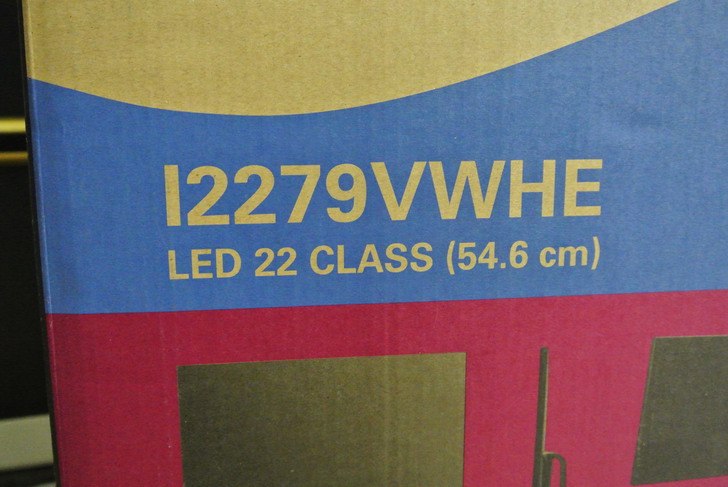 I2279VWHE
LED 22 CLASS (54.6 cm)